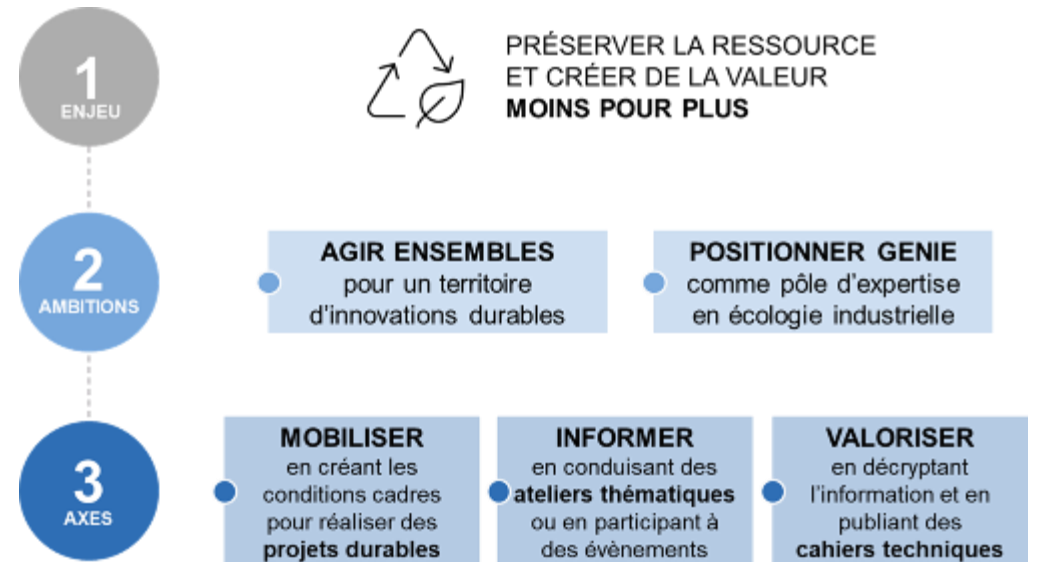 1
ENJEU
PRÉSERVER LA RESSOURCE
ET CRÉER DE LA VALEUR
MOINS POUR PLUS
2
AMBITIONS
AGIR ENSEMBLES
pour un territoire
d'innovations durables
POSITIONNER GENIE
comme pôle d'expertise
en écologie industrielle
3
AXES
MOBILISER
en créant les
conditions cadres
pour réaliser des
projets durables
INFORMER
en conduisant des
ateliers thématiques
ou en participant à
des évènements
VALORISER
en décryptant
l'information et en
publiant des
cahiers techniques